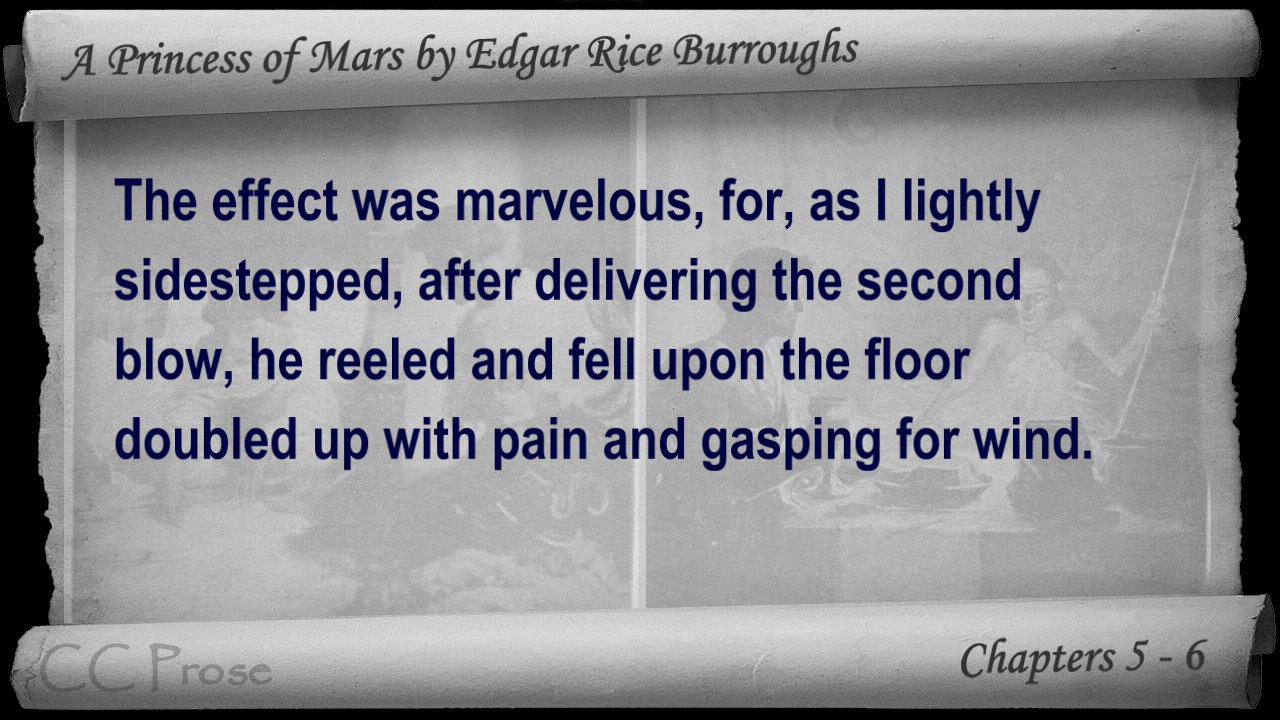 A Princess of Mars by Edgar Rice Burroughs
The effect was marvelous, for, as I lightly
sidestepped, after delivering the second
blow, he reeled and fell upon the floor
doubled up with pain and gasping for wind.
CC Prose
Chapters 5 - 6